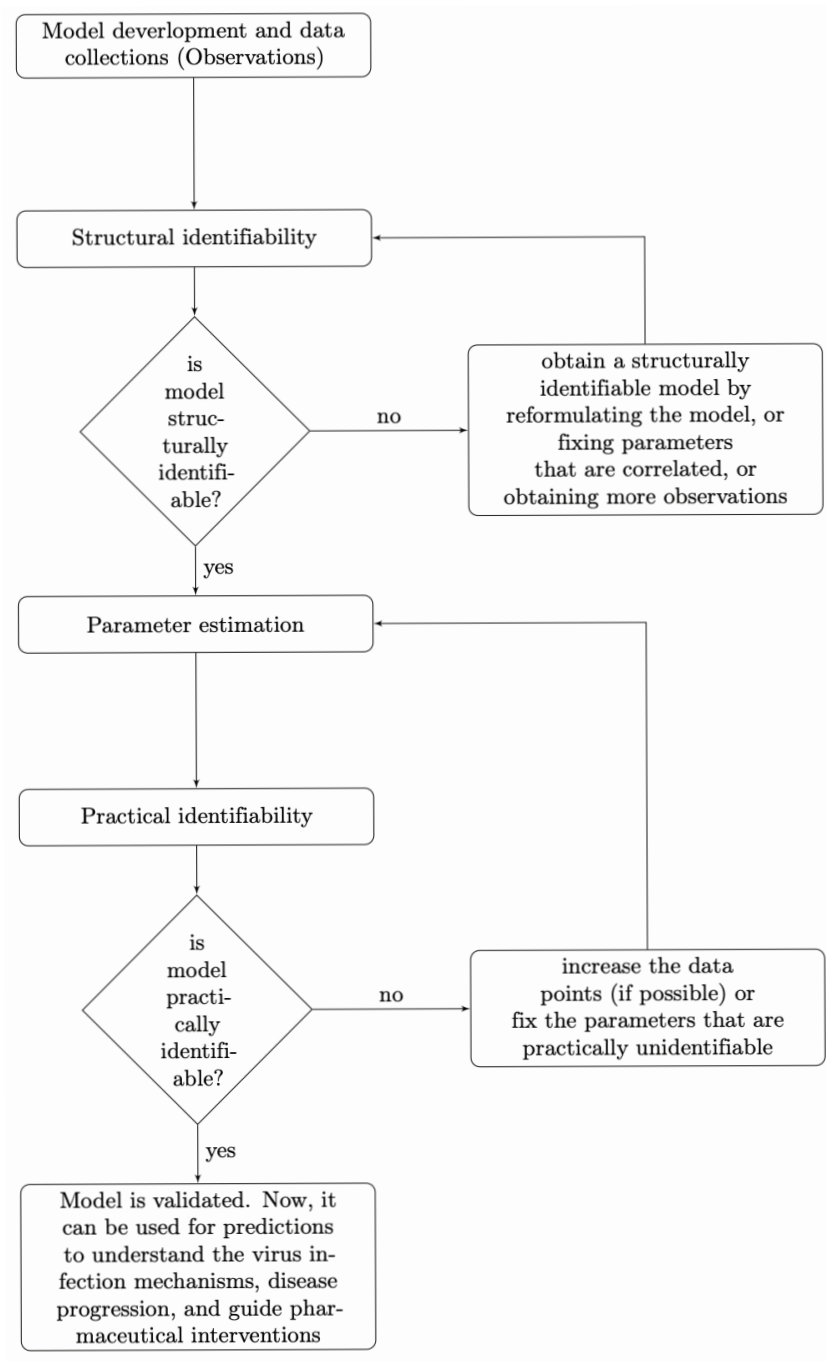 Model deverlopment and data
collections (Observations)
Structural identifiability
is
model
struc-
turally
identifi-
able?
no
obtain a structurally
identifiable model by
reformulating the model, or
fixing parameters
that are correlated, or
obtaining more observations
yes
Parameter estimation
Practical identifiability
is
model
practi-
cally
identifi-
able?
no
increase the data
points (if possible) or
fix the parameters that are
practically unidentifiable
yes
Model is validated. Now, it
can be used for predictions
to understand the virus in-
fection mechanisms, disease
progression, and guide phar-
maceutical interventions